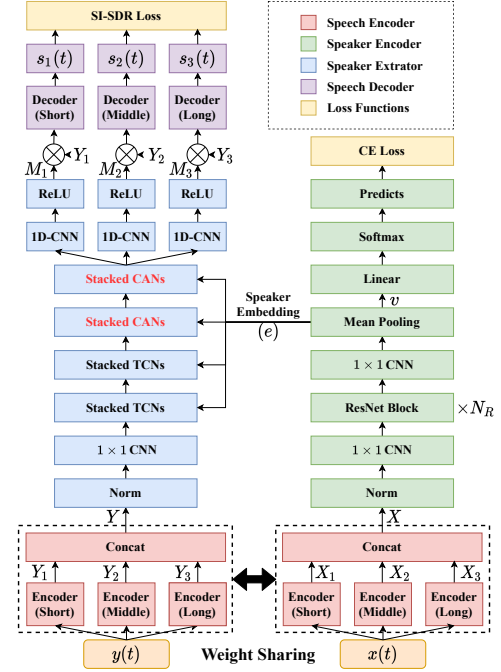 SI-SDR Loss
s₁(t) s₂(t) s₃(t)
Decoder (Short) Decoder (Middle) Decoder (Long)
Y₁ Y₂ Y₃
M₁ M₂ M₃
ReLU ReLU ReLU
1D-CNN 1D-CNN 1D-CNN
Stacked CANs
Stacked CANs
Stacked TCNs
Stacked TCNs
1 × 1 CNN
Norm
Y
Concat
Y₁ Y₂ Y₃
Encoder (Short) Encoder (Middle) Encoder (Long)
y(t)
Speech Encoder
Speaker Encoder
Speaker Extrator
Speech Decoder
Loss Functions
CE Loss
Predicts
Softmax
Linear
v
Mean Pooling
Speaker
Embedding
(e)
1 × 1 CNN
ResNet Block ×N_R
Norm
X
Concat
X₁ X₂ X₃
Encoder (Short) Encoder (Middle) Encoder (Long)
x(t)
Weight Sharing